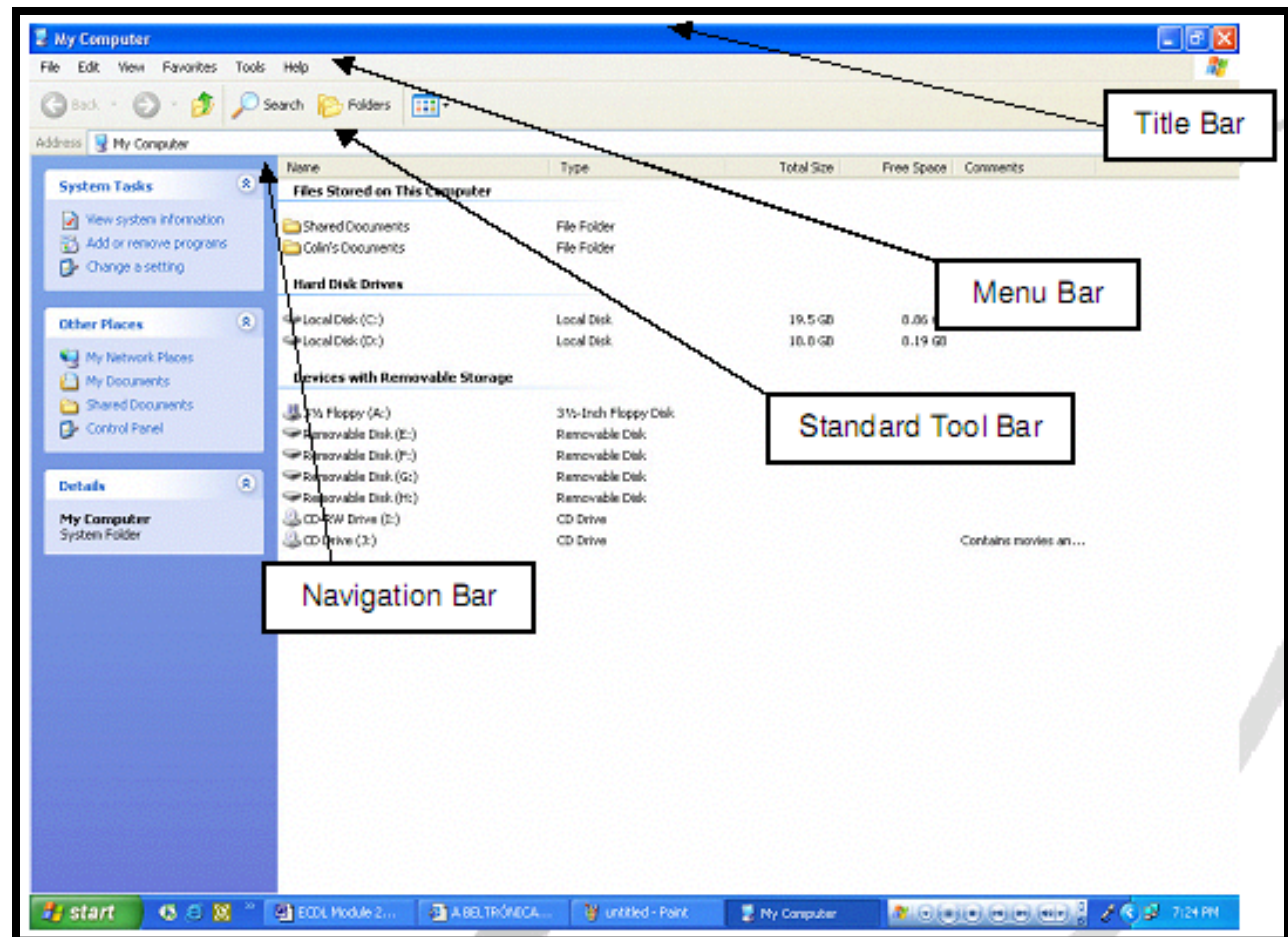 My Computer
File Edit View Favorites Tools Help
Back Search Folders
Title Bar
Address My Computer
Name Type Total Size Free Space Comments
System Tasks
Files Stored on This Computer
View system information
Shared Documents File Folder
Add or remove programs
Colin's Documents File Folder
Change a setting
Hard Disk Drives
Menu Bar
Other Places
Local Disk (C:) Local Disk 19.5 GB
Local Disk (D:) Local Disk 0.19 GB
My Network Places
My Documents
Devices with Removable Storage
Shared Documents
3½ Floppy (A:) 3½-Inch Floppy Disk
Control Panel
Standard Tool Bar
Removable Disk (E:) Removable Disk
Removable Disk (F:) Removable Disk
Removable Disk (G:) Removable Disk
Details
Removable Disk (H:) Removable Disk
My Computer
CD-RW Drive CD Drive
System Folder
CD Drive CD Drive Contains movies an...
Navigation Bar
start ECDL Module 2... A BELTRÓNICA... untitled - Paint My Computer 7:24 PM